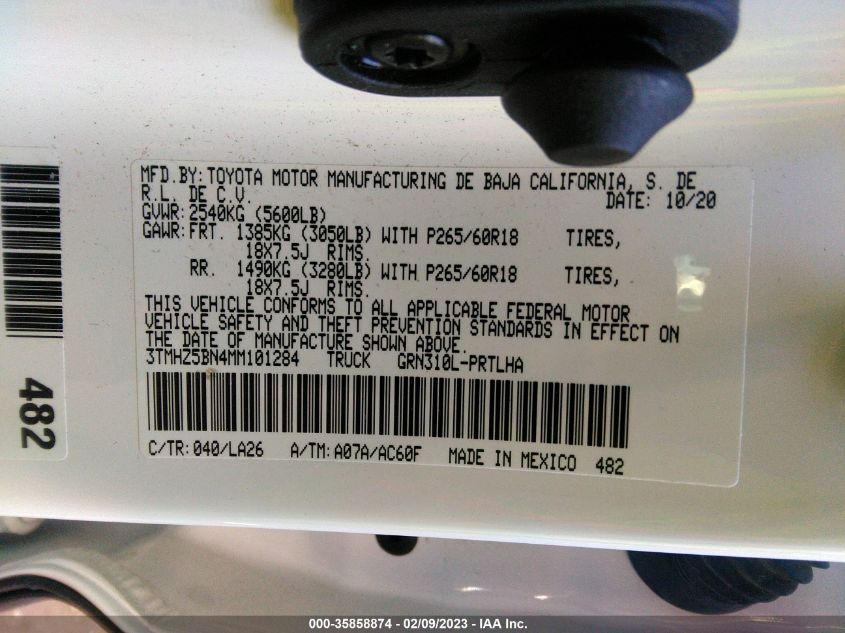 MFD.BY: TOYOTA MOTOR MANUFACTURING DE BAJA CALIFORNIA, S. DE
R.L. DE C.V. DATE: 10/20
GVWR: 2540KG (5600LB)
GAWR: FRT. 1385KG (3050LB) WITH P265/60R18 TIRES,
18X7.5J RIMS.
RR. 1490KG (3280LB) WITH P265/60R18 TIRES,
18X7.5J RIMS.
THIS VEHICLE CONFORMS TO ALL APPLICABLE FEDERAL MOTOR
VEHICLE SAFETY AND THEFT PREVENTION STANDARDS IN EFFECT ON
THE DATE OF MANUFACTURE SHOWN ABOVE.
3TMHZ5BN4MM101284 TRUCK GRN310L-PRTLHA
C/TR: 040/LA26 A/TM: A07A/AC60F MADE IN MEXICO 482
482
000-35858874 - 02/09/2023 - IAA Inc.